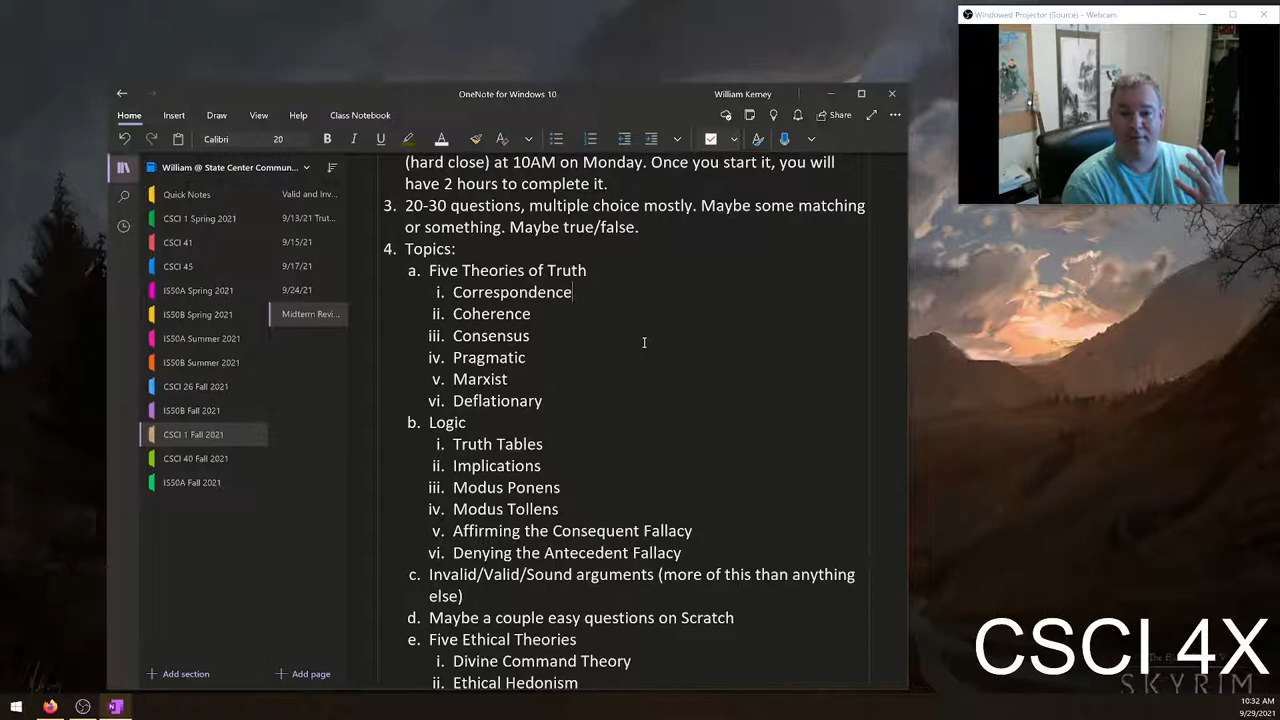 Windowed Projector (Source) - Webcam
OneNote for Windows 10
William Kerney
Home
Insert
Draw
View
Help
Class Notebook
Share
Calibri
20
B
I
U
A
William @ State Center Commun...
Quick Notes
CSCI 1 Spring 2021
CSCI 41
CSCI 45
IS50A Spring 2021
IS50B Spring 2021
IS50A Summer 2021
IS50B Summer 2021
CSCI 26 Fall 2021
IS50B Fall 2021
CSCI 1 Fall 2021
CSCI 40 Fall 2021
IS50A Fall 2021
Add section
Valid and Inv...
9/13/21 Trut...
9/15/21
9/17/21
9/24/21
Midterm Revi...
Add page
(hard close) at 10AM on Monday. Once you start it, you will
have 2 hours to complete it.
3. 20-30 questions, multiple choice mostly. Maybe some matching
or something. Maybe true/false.
4. Topics:
a. Five Theories of Truth
i. Correspondence
ii. Coherence
iii. Consensus
iv. Pragmatic
v. Marxist
vi. Deflationary
b. Logic
i. Truth Tables
ii. Implications
iii. Modus Ponens
iv. Modus Tollens
v. Affirming the Consequent Fallacy
vi. Denying the Antecedent Fallacy
c. Invalid/Valid/Sound arguments (more of this than anything
else)
d. Maybe a couple easy questions on Scratch
e. Five Ethical Theories
i. Divine Command Theory
ii. Ethical Hedonism
CSCI 4X
SKYRIM
10:32 AM
9/29/2021